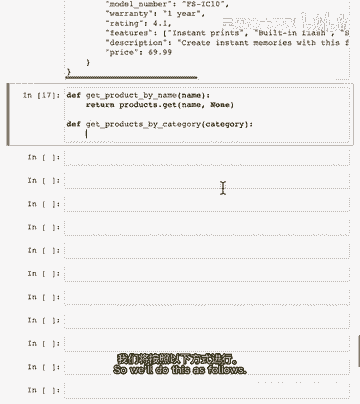 "model_number": "FS-IC10",
"warranty": "1 year",
"rating": 4.1,
"features": ["Instant prints", "Built-in flash", "S
"description": "Create instant memories with this f
"price": 69.99
}
}
In [17]: def get_product_by_name(name):
return products.get(name, None)
def get_products_by_category(category):
In [ ]:
In [ ]:
In [ ]:
In [ ]:
In [ ]:
In [ ]:
In [ ]:
In [ ]:
In [ ]:
我们将按照以下方式进行。
So we'll do this as follows.
In [ ]: